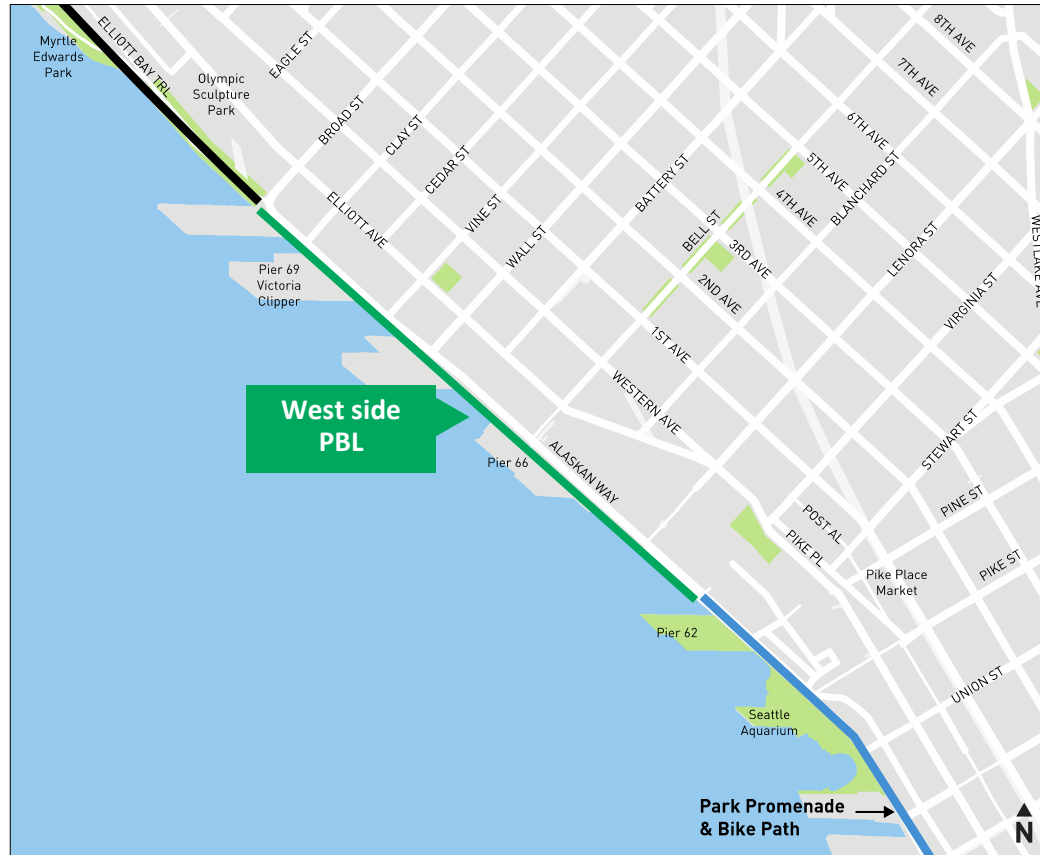 8TH AVE
7TH AVE
6TH AVE
5TH AVE
4TH AVE
3RD AVE
2ND AVE
1ST AVE
WESTERN AVE
ELLIOTT AVE
ALASKAN WAY
ELLIOTT BAY TRL
EAGLE ST
BROAD ST
CLAY ST
CEDAR ST
VINE ST
WALL ST
BATTERY ST
BELL ST
BLANCHARD ST
LENORA ST
VIRGINIA ST
WESTLAKE AVE
STEWART ST
PINE ST
PIKE ST
UNION ST
POST AL
PIKE PL
Myrtle
Edwards
Park
Olympic
Sculpture
Park
Pier 69
Victoria
Clipper
West side
PBL
Pier 66
Pike Place
Market
Pier 62
Seattle
Aquarium
Park Promenade
& Bike Path
N